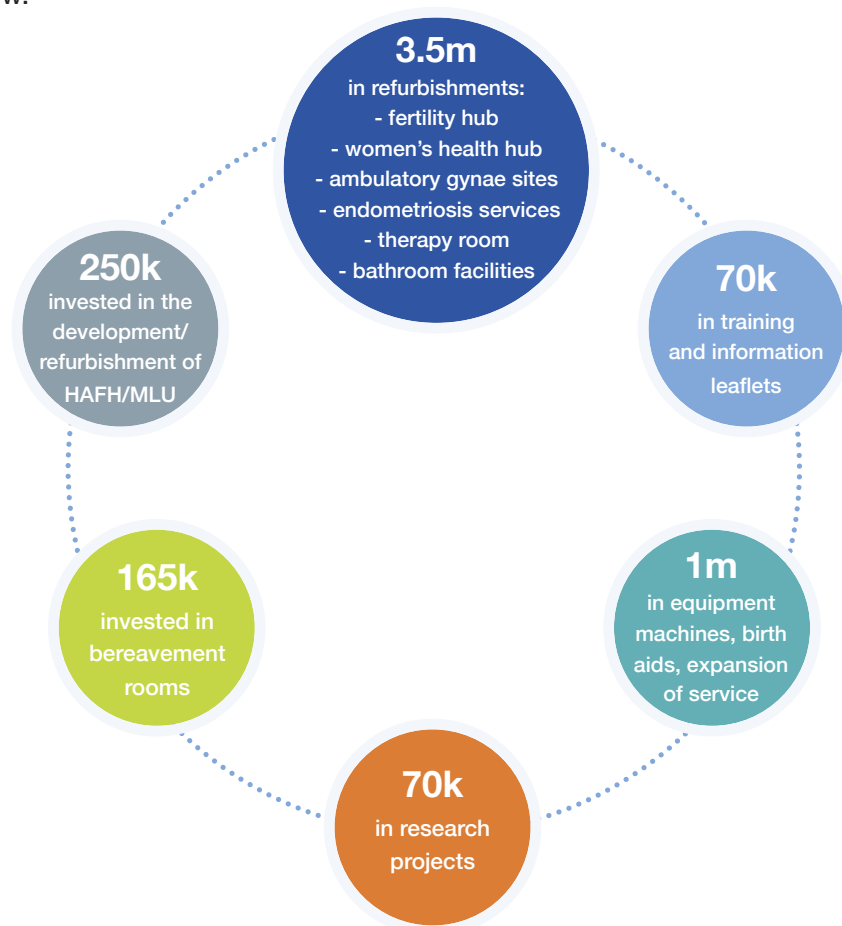 w.
3.5m
in refurbishments:
- fertility hub
- women’s health hub
- ambulatory gynae sites
- endometriosis services
- therapy room
- bathroom facilities
70k
in training
and information
leaflets
1m
in equipment
machines, birth
aids, expansion
of service
70k
in research
projects
165k
invested in
bereavement
rooms
250k
invested in the
development/
refurbishment of
HAFH/MLU